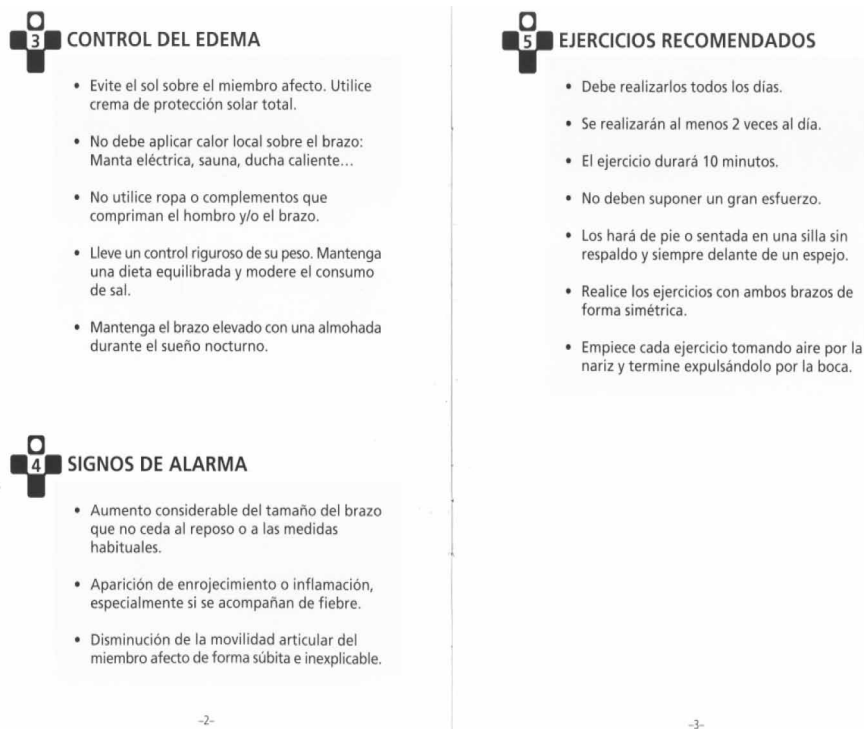 3 CONTROL DEL EDEMA
• Evite el sol sobre el miembro afecto. Utilice
crema de protección solar total.
• No debe aplicar calor local sobre el brazo:
Manta eléctrica, sauna, ducha caliente…
• No utilice ropa o complementos que
compriman el hombro y/o el brazo.
• Lleve un control riguroso de su peso. Mantenga
una dieta equilibrada y modere el consumo
de sal.
• Mantenga el brazo elevado con una almohada
durante el sueño nocturno.
4 SIGNOS DE ALARMA
• Aumento considerable del tamaño del brazo
que no ceda al reposo o a las medidas
habituales.
• Aparición de enrojecimiento o inflamación,
especialmente si se acompañan de fiebre.
• Disminución de la movilidad articular del
miembro afecto de forma súbita e inexplicable.
–2–
5 EJERCICIOS RECOMENDADOS
• Debe realizarlos todos los días.
• Se realizarán al menos 2 veces al día.
• El ejercicio durará 10 minutos.
• No deben suponer un gran esfuerzo.
• Los hará de pie o sentada en una silla sin
respaldo y siempre delante de un espejo.
• Realice los ejercicios con ambos brazos de
forma simétrica.
• Empiece cada ejercicio tomando aire por la
nariz y termine expulsándolo por la boca.
–3–